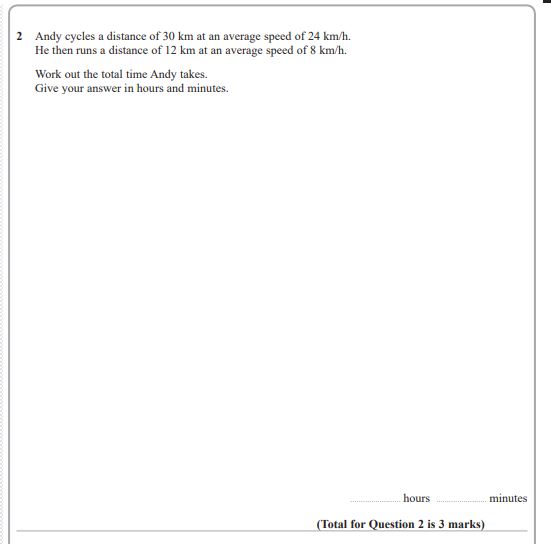 2 Andy cycles a distance of 30 km at an average speed of 24 km/h.
He then runs a distance of 12 km at an average speed of 8 km/h.
Work out the total time Andy takes.
Give your answer in hours and minutes.
.................... hours .................... minutes
(Total for Question 2 is 3 marks)